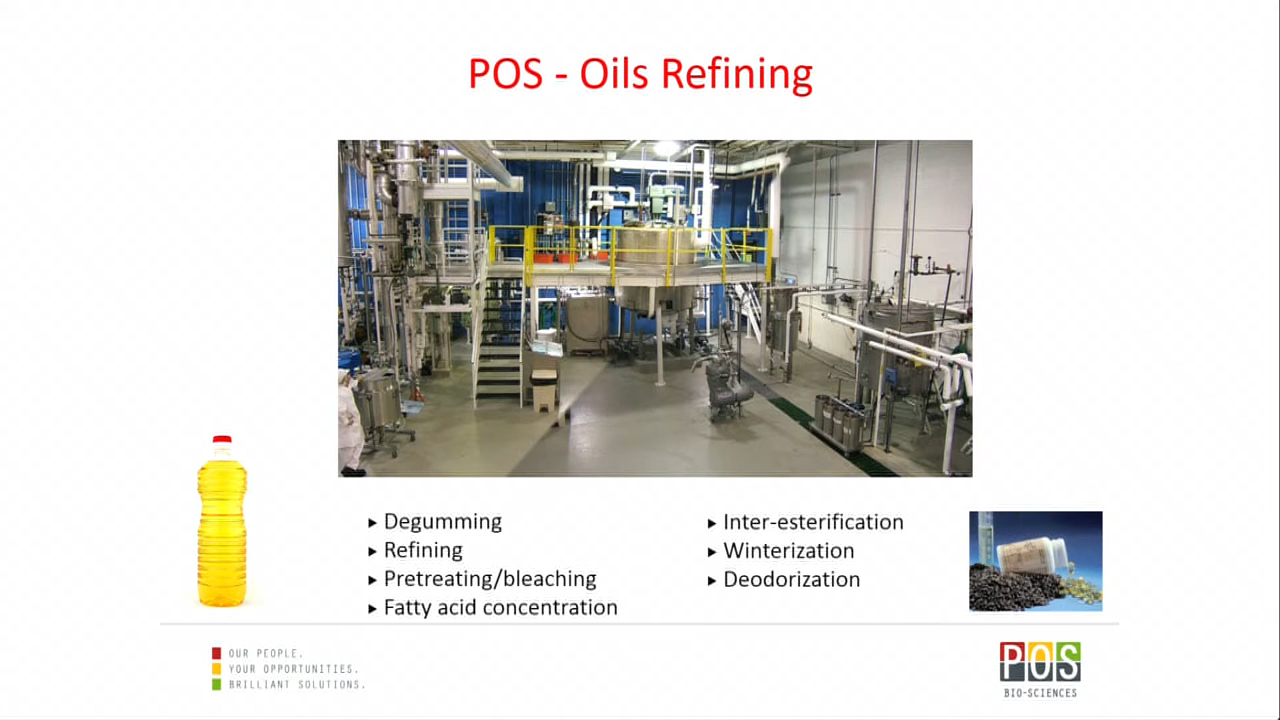 POS - Oils Refining
Degumming
Refining
Pretreating/bleaching
Fatty acid concentration
Inter-esterification
Winterization
Deodorization
OUR PEOPLE.
YOUR OPPORTUNITIES.
BRILLIANT SOLUTIONS.
POS
BIO-SCIENCES